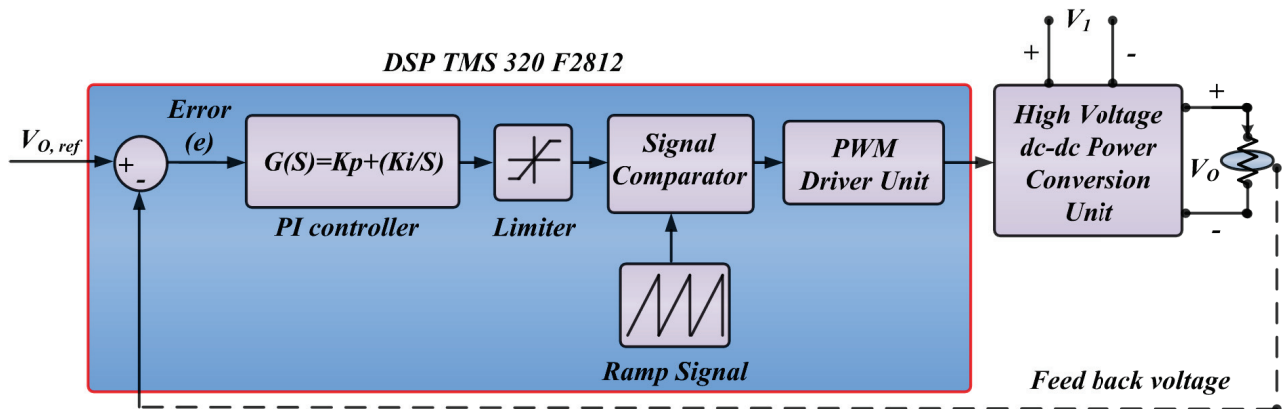 DSP TMS 320 F2812
V1
+
-
VO, ref
+
-
Error
(e)
G(S)=Kp+(Ki/S)
PI controller
Limiter
Signal
Comparator
PWM
Driver Unit
High Voltage
dc-dc Power
Conversion
Unit
+
VO
-
Ramp Signal
Feed back voltage